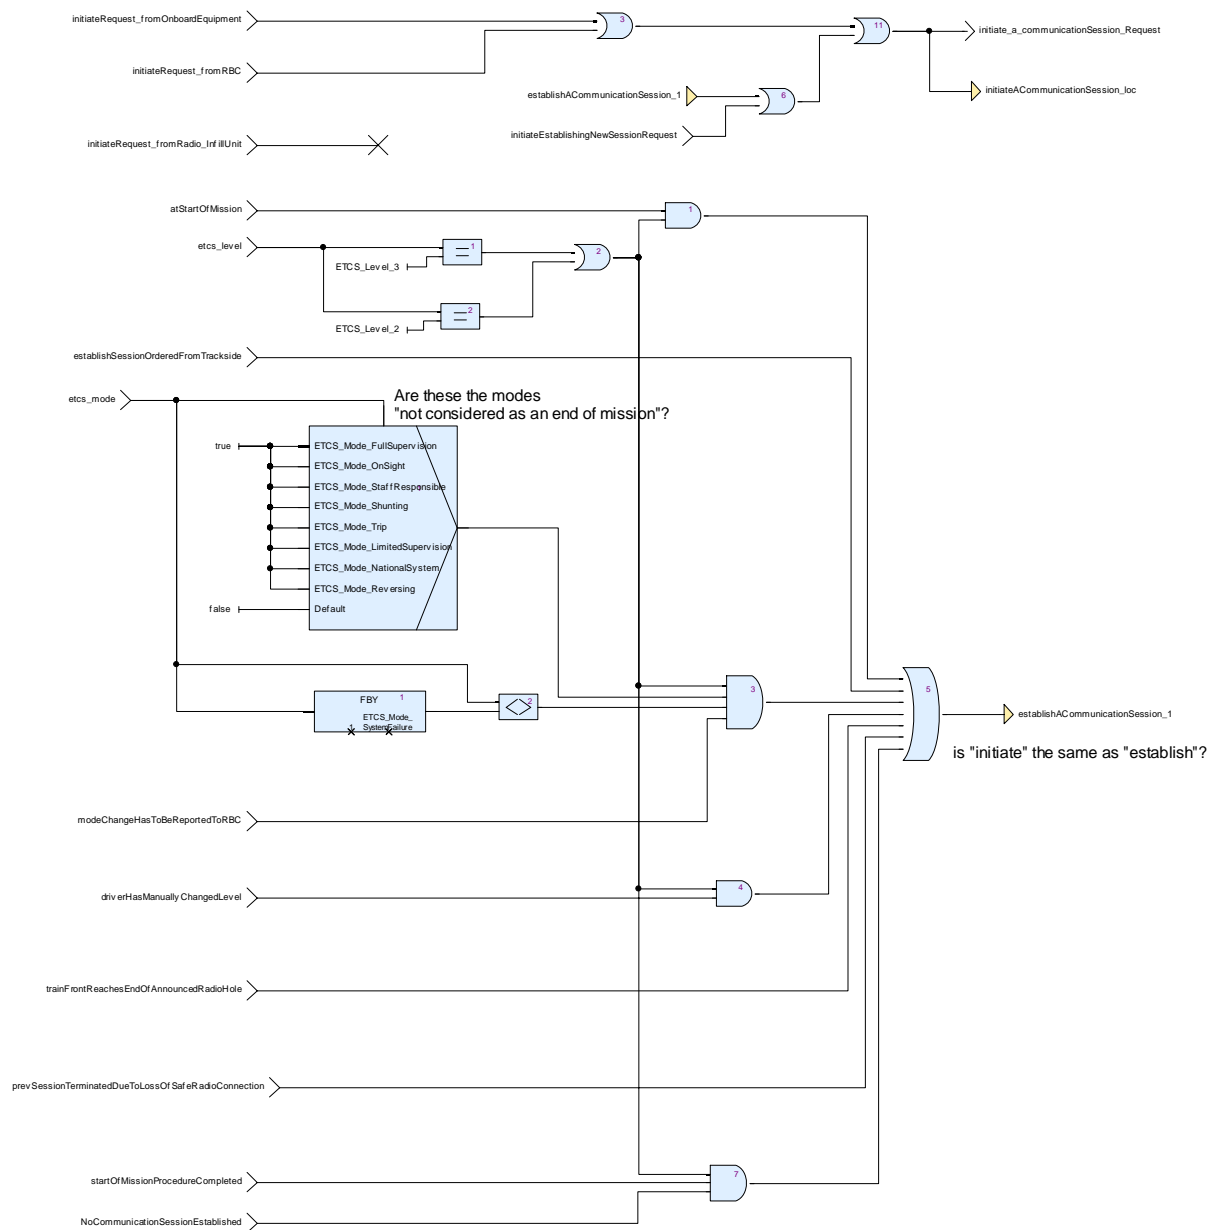 initiateRequest_fromOnboardEquipment
3
11
initiate_a_communicationSession_Request
initiateRequest_fromRBC
establishACommunicationSession_1
6
initiateACommunicationSession_loc
initiateEstablishingNewSessionRequest
initiateRequest_fromRadio_InfillUnit
atStartOfMission
1
etcs_level
1
2
ETCS_Level_3
2
ETCS_Level_2
establishSessionOrderedFromTrackside
etcs_mode
Are these the modes
"not considered as an end of mission"?
true
ETCS_Mode_FullSupervision
ETCS_Mode_OnSight
ETCS_Mode_StaffResponsible
ETCS_Mode_Shunting
ETCS_Mode_Trip
ETCS_Mode_LimitedSupervision
ETCS_Mode_NationalSystem
ETCS_Mode_Reversing
false
Default
FBY
1
ETCS_Mode_
SystemFailure
1
2
3
5
establishACommunicationSession_1
is "initiate" the same as "establish"?
modeChangeHasToBeReportedToRBC
4
driverHasManuallyChangedLevel
trainFrontReachesEndOfAnnouncedRadioHole
prevSessionTerminatedDueToLossOfSafeRadioConnection
7
startOfMissionProcedureCompleted
NoCommunicationSessionEstablished